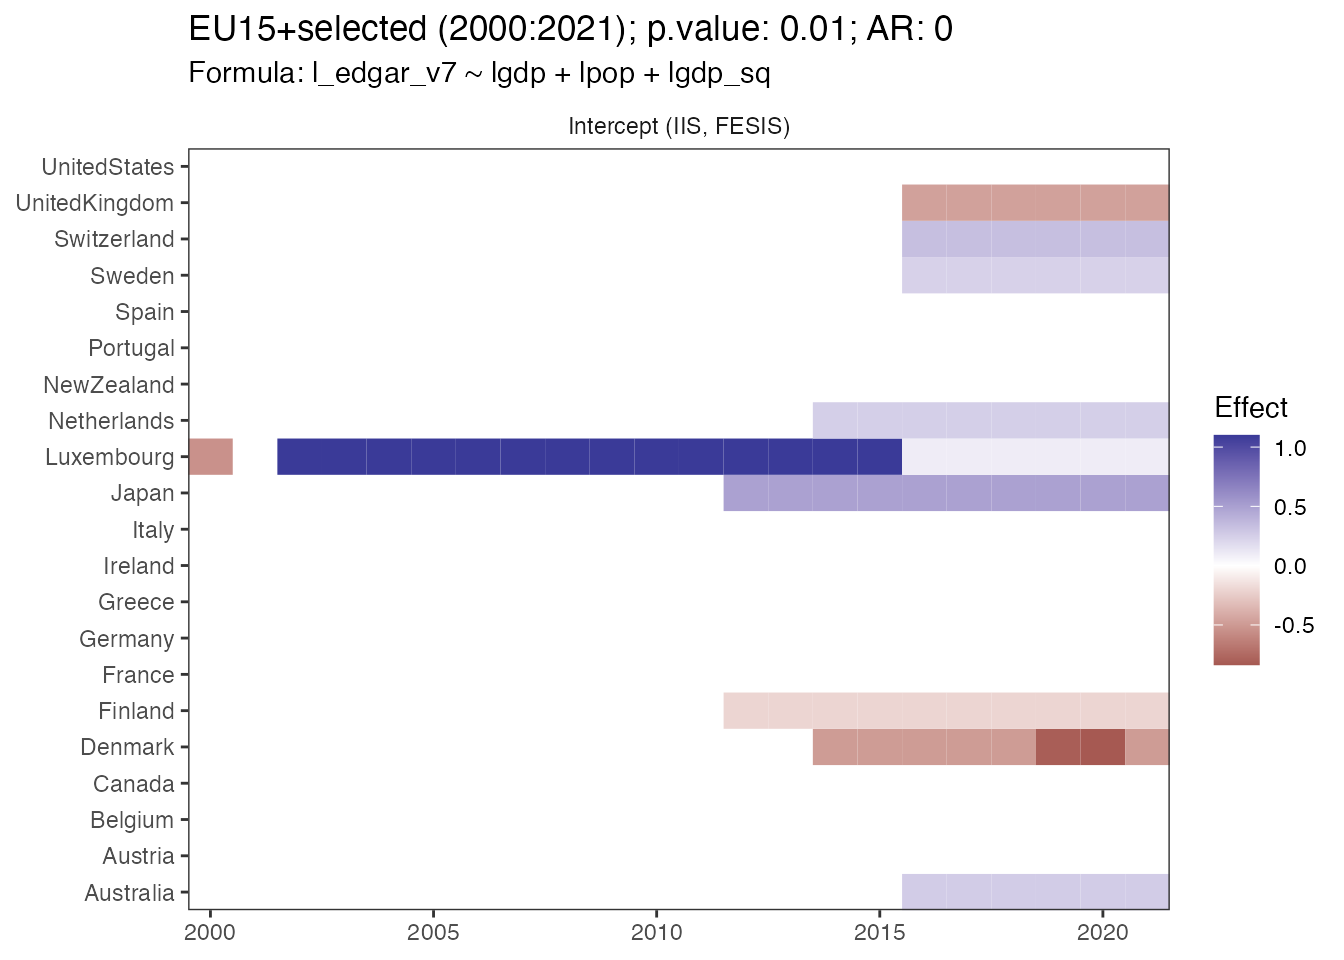 EU15+selected (2000:2021); p.value: 0.01; AR: 0
Formula: l_edgar_v7 ~ lgdp + lpop + lgdp_sq
Intercept (IIS, FESIS)
UnitedStates
UnitedKingdom
Switzerland
Sweden
Spain
Portugal
NewZealand
Netherlands
Luxembourg
Japan
Italy
Ireland
Greece
Germany
France
Finland
Denmark
Canada
Belgium
Austria
Australia
2000 2005 2010 2015 2020
Effect
1.0
0.5
0.0
-0.5